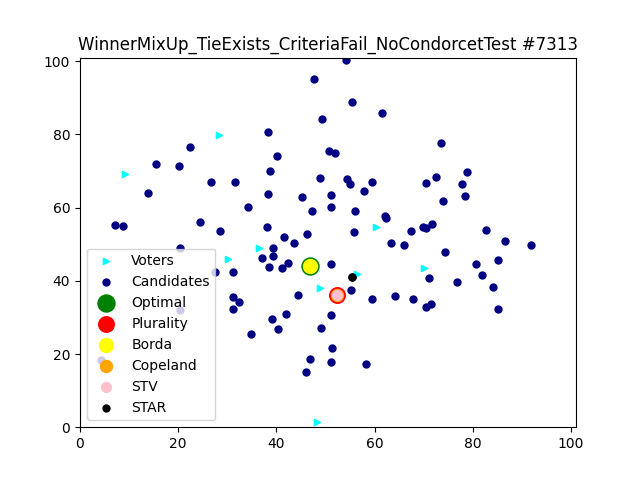 WinnerMixUp_TieExists_CriteriaFail_NoCondorcetTest #7313
100
80
60
40
20
0
Voters
Candidates
Optimal
Plurality
Borda
Copeland
STV
STAR
0 20 40 60 80 100